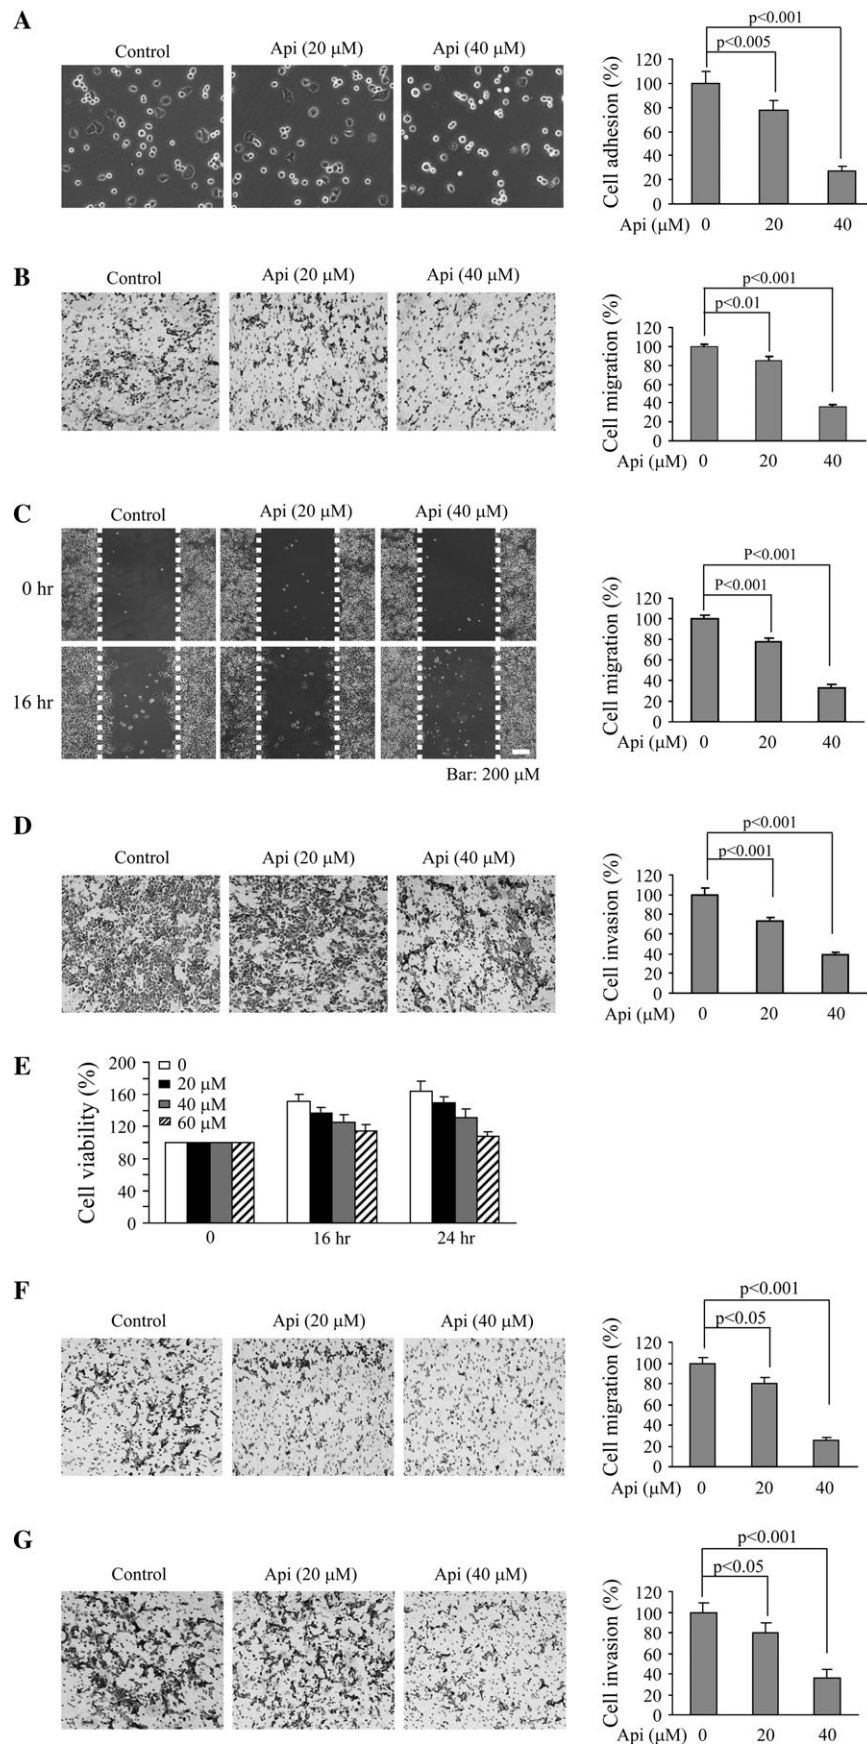 A
Control
Api (20 μM)
Api (40 μM)
p<0.001
p<0.005
Cell adhesion (%)
120
100
80
60
40
20
0
Api (μM) 0 20 40
B
Control
Api (20 μM)
Api (40 μM)
p<0.001
p<0.01
Cell migration (%)
120
100
80
60
40
20
0
Api (μM) 0 20 40
C
Control
Api (20 μM)
Api (40 μM)
0 hr
16 hr
Bar: 200 μM
P<0.001
P<0.001
Cell migration (%)
120
100
80
60
40
20
0
Api (μM) 0 20 40
D
Control
Api (20 μM)
Api (40 μM)
p<0.001
p<0.001
Cell invasion (%)
120
100
80
60
40
20
0
Api (μM) 0 20 40
E
Cell viability (%)
200
160
120
80
40
0
0
20 μM
40 μM
60 μM
0 16 hr 24 hr
F
Control
Api (20 μM)
Api (40 μM)
p<0.001
p<0.05
Cell migration (%)
120
100
80
60
40
20
0
Api (μM) 0 20 40
G
Control
Api (20 μM)
Api (40 μM)
p<0.001
p<0.05
Cell invasion (%)
120
100
80
60
40
20
0
Api (μM) 0 20 40